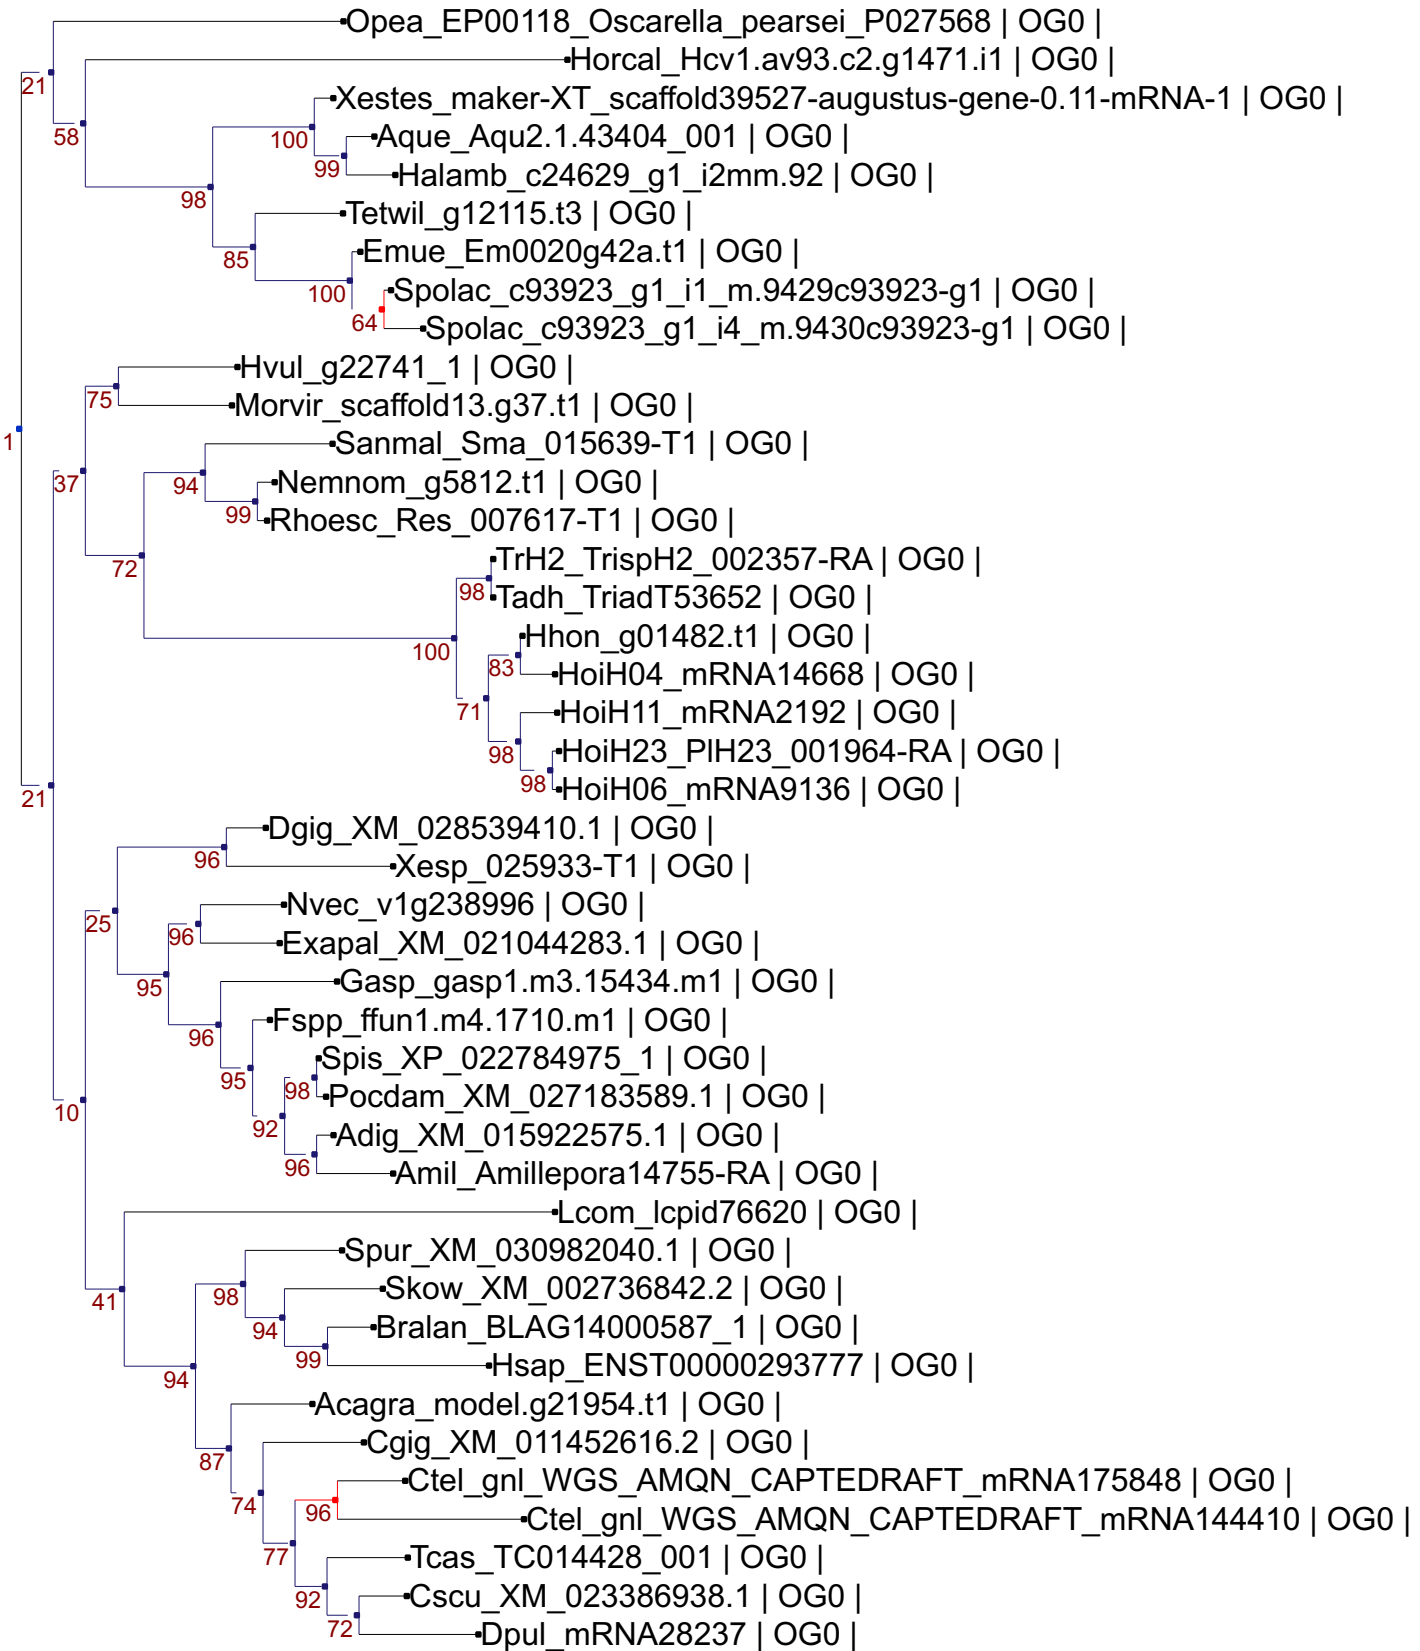 Opea_EP00118_Oscarella_pearsei_P027568 | OG0 |
Horcal_Hcv1.av93.c2.g1471.i1 | OG0 |
21
Xestes_maker-XT_scaffold39527-augustus-gene-0.11-mRNA-1 | OG0 |
58
100
Aque_Aqu2.1.43404_001 | OG0 |
99
Halamb_c24629_g1_i2mm.92 | OG0 |
98
Tetwil_g12115.t3 | OG0 |
85
Emue_Em0020g42a.t1 | OG0 |
100
Spolac_c93923_g1_i1_m.9429c93923-g1 | OG0 |
64
Spolac_c93923_g1_i4_m.9430c93923-g1 | OG0 |
Hvul_g22741_1 | OG0 |
75
Morvir_scaffold13.g37.t1 | OG0 |
1
Sanmal_Sma_015639-T1 | OG0 |
37
94
Nemnom_g5812.t1 | OG0 |
99
Rhoesc_Res_007617-T1 | OG0 |
72
TrH2_TrispH2_002357-RA | OG0 |
98
Tadh_TriadT53652 | OG0 |
100
Hhon_g01482.t1 | OG0 |
83
HoiH04_mRNA14668 | OG0 |
71
HoiH11_mRNA2192 | OG0 |
98
HoiH23_PlH23_001964-RA | OG0 |
98
HoiH06_mRNA9136 | OG0 |
21
Dgig_XM_028539410.1 | OG0 |
96
Xesp_025933-T1 | OG0 |
25
Nvec_v1g238996 | OG0 |
96
Exapal_XM_021044283.1 | OG0 |
95
Gasp_gasp1.m3.15434.m1 | OG0 |
96
Fspp_ffun1.m4.1710.m1 | OG0 |
95
Spis_XP_022784975_1 | OG0 |
98
Pocdam_XM_027183589.1 | OG0 |
10
92
Adig_XM_015922575.1 | OG0 |
96
Amil_Amillepora14755-RA | OG0 |
Lcom_lcpid76620 | OG0 |
Spur_XM_030982040.1 | OG0 |
41
98
Skow_XM_002736842.2 | OG0 |
94
Bralan_BLAG14000587_1 | OG0 |
99
Hsap_ENST00000293777 | OG0 |
94
Acagra_model.g21954.t1 | OG0 |
87
Cgig_XM_011452616.2 | OG0 |
74
Ctel_gnl_WGS_AMQN_CAPTEDRAFT_mRNA175848 | OG0 |
96
Ctel_gnl_WGS_AMQN_CAPTEDRAFT_mRNA144410 | OG0 |
77
Tcas_TC014428_001 | OG0 |
92
Cscu_XM_023386938.1 | OG0 |
72
Dpul_mRNA28237 | OG0 |